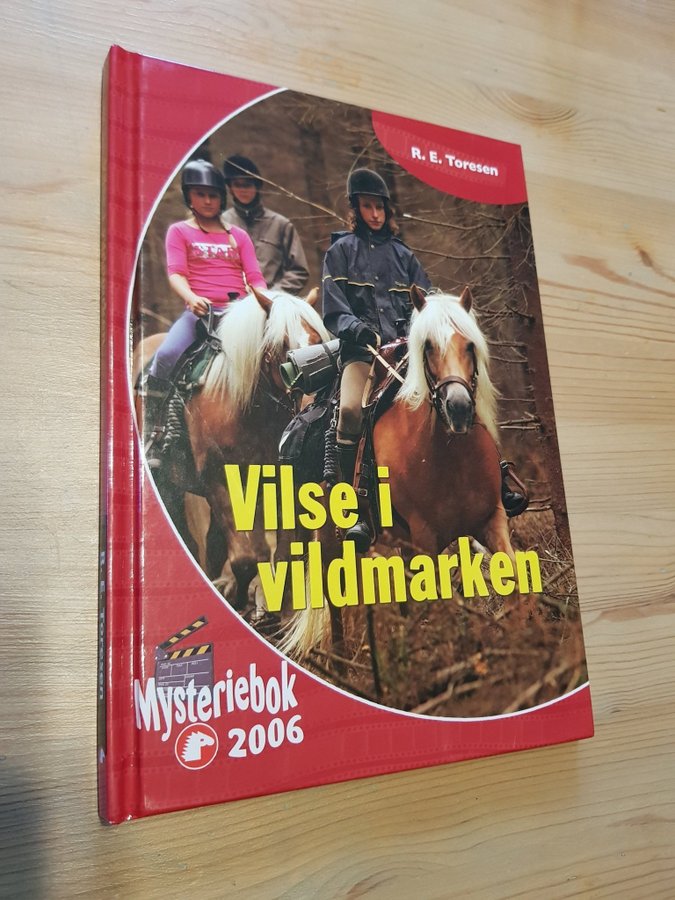 R. E. Toresen
Vilse i
vildmarken
Mysteriebok
2006
R. E. Toresen